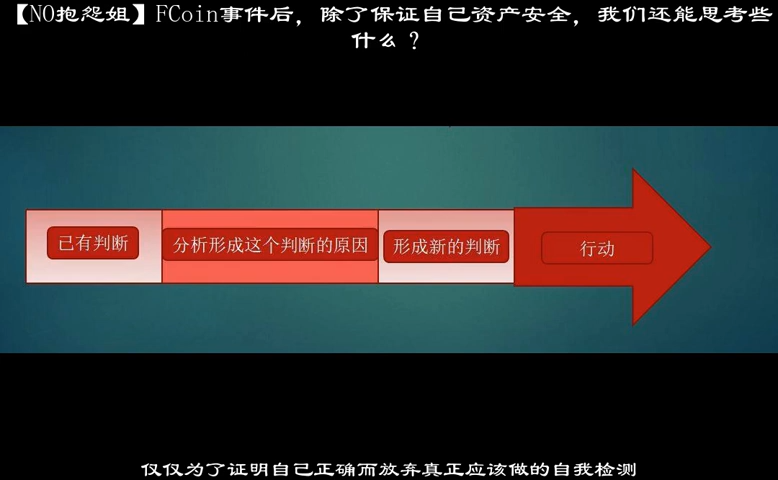 【NO抱怨姐】FCoin事件后，除了保证自己资产安全，我们还能思考些
什么？
已有判断
分析形成这个判断的原因
形成新的判断
行动
仅仅为了证明自己正确而放弃真正应该做的自我检测